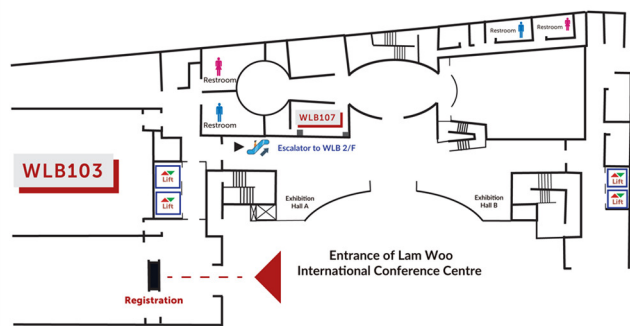 Restroom
Restroom
Restroom
Restroom
WLB107
Escalator to WLB 2/F
WLB103
Lift
Lift
Lift
Lift
Exhibition
Hall A
Exhibition
Hall B
Entrance of Lam Woo
International Conference Centre
Registration